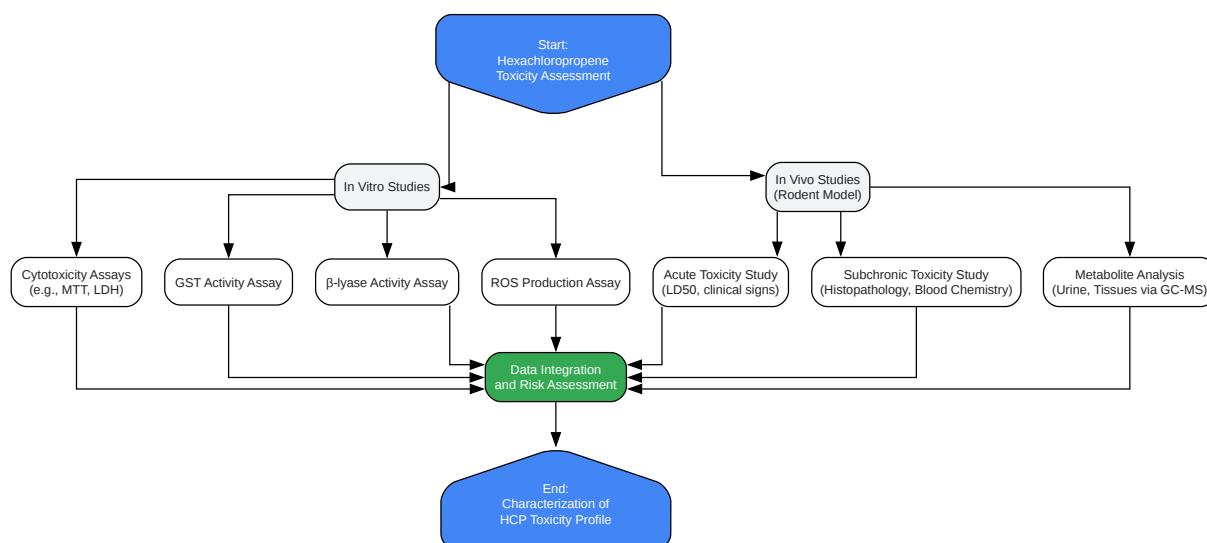 Start:
Hexachloropropene
Toxicity Assessment
In Vitro Studies
In Vivo Studies
(Rodent Model)
Cytotoxicity Assays
(e.g., MTT, LDH)
GST Activity Assay
β-lyase Activity Assay
ROS Production Assay
Acute Toxicity Study
(LD50, clinical signs)
Subchronic Toxicity Study
(Histopathology, Blood Chemistry)
Metabolite Analysis
(Urine, Tissues via GC-MS)
Data Integration
and Risk Assessment
End:
Characterization of
HCP Toxicity Profile